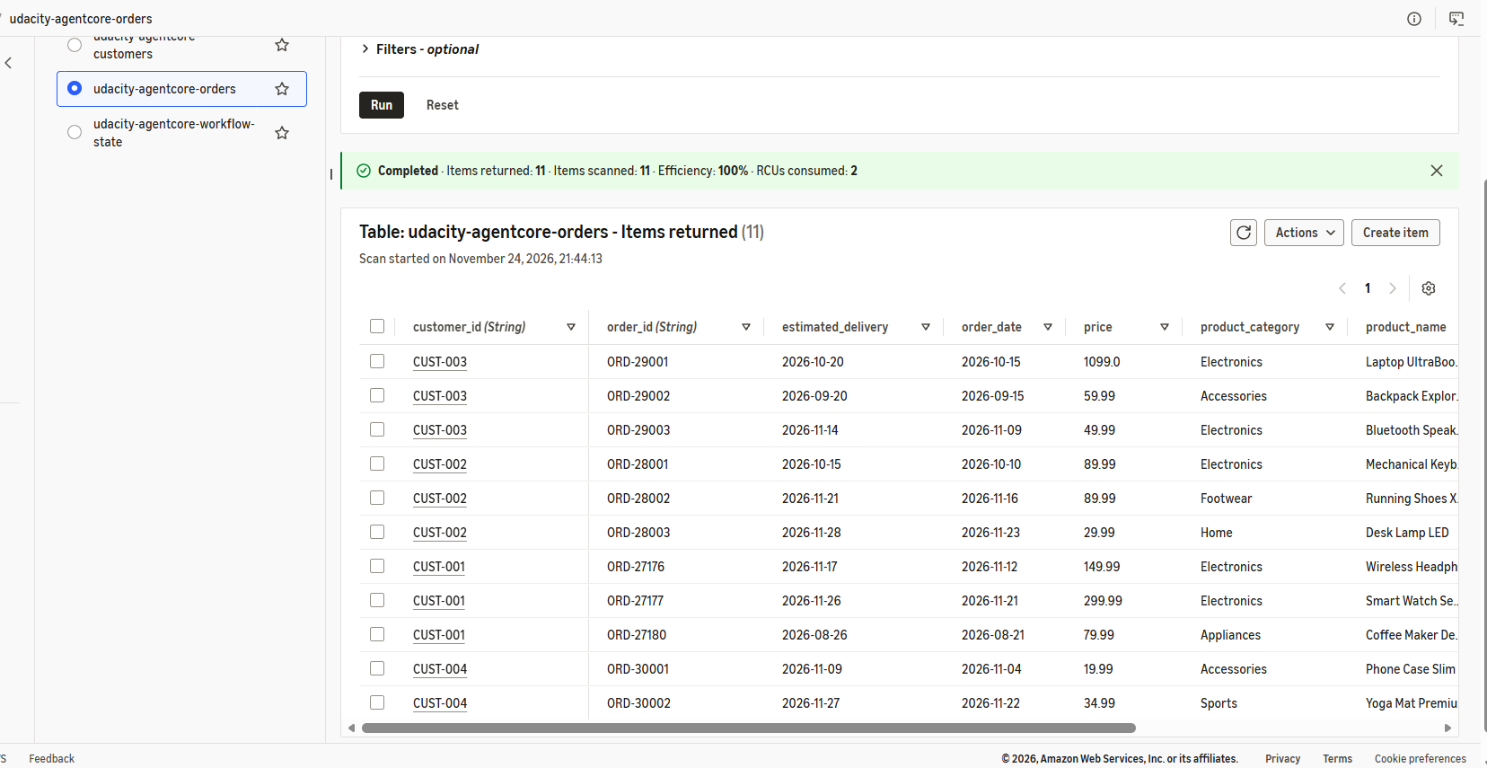 udacity-agentcore-orders
udacity-agentcore-
customers
udacity-agentcore-orders
udacity-agentcore-workflow-
state
Filters - optional
Run Reset
Completed · Items returned: 11 · Items scanned: 11 · Efficiency: 100% · RCUs consumed: 2
Table: udacity-agentcore-orders - Items returned (11)
Actions Create item
Scan started on November 24, 2026, 21:44:13
1
customer_id (String) order_id (String) estimated_delivery order_date price product_category product_name
CUST-003 ORD-29001 2026-10-20 2026-10-15 1099.0 Electronics Laptop UltraBoo.
CUST-003 ORD-29002 2026-09-20 2026-09-15 59.99 Accessories Backpack Explor.
CUST-003 ORD-29003 2026-11-14 2026-11-09 49.99 Electronics Bluetooth Speak.
CUST-002 ORD-28001 2026-10-15 2026-10-10 89.99 Electronics Mechanical Keyb.
CUST-002 ORD-28002 2026-11-21 2026-11-16 89.99 Footwear Running Shoes X.
CUST-002 ORD-28003 2026-11-28 2026-11-23 29.99 Home Desk Lamp LED
CUST-001 ORD-27176 2026-11-17 2026-11-12 149.99 Electronics Wireless Headph
CUST-001 ORD-27177 2026-11-26 2026-11-21 299.99 Electronics Smart Watch Se..
CUST-001 ORD-27180 2026-08-26 2026-08-21 79.99 Appliances Coffee Maker De.
CUST-004 ORD-30001 2026-11-09 2026-11-04 19.99 Accessories Phone Case Slim
CUST-004 ORD-30002 2026-11-27 2026-11-22 34.99 Sports Yoga Mat Premiu
Feedback © 2026, Amazon Web Services, Inc. or its affiliates. Privacy Terms Cookie preferences